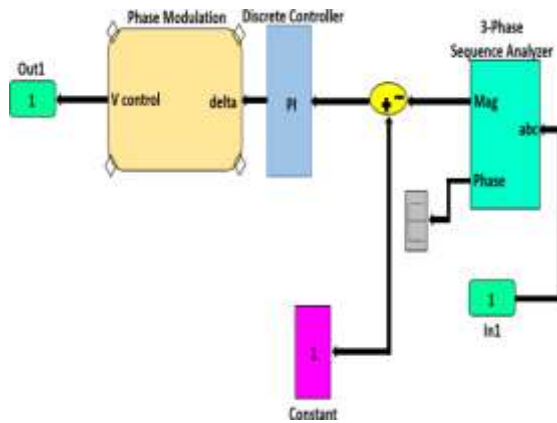 Phase Modulation
Discrete Controller
3-Phase
Sequence Analyzer
Out1
1
V control
delta
PI
Mag
abc
Phase
1
In1
1
Constant